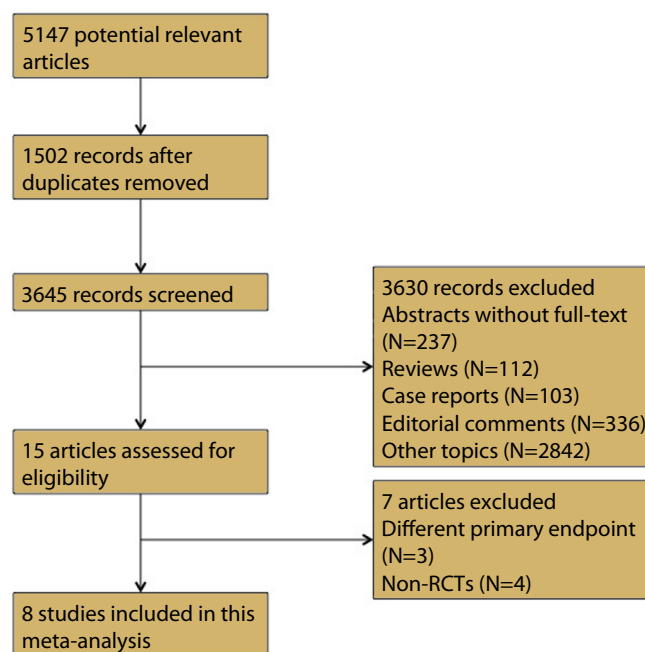 5147 potential relevant
articles
1502 records after
duplicates removed
3645 records screened
3630 records excluded
Abstracts without full-text
(N=237)
Reviews (N=112)
Case reports (N=103)
Editorial comments (N=336)
Other topics (N=2842)
15 articles assessed for
eligibility
7 articles excluded
Different primary endpoint
(N=3)
Non-RCTs (N=4)
8 studies included in this
meta-analysis